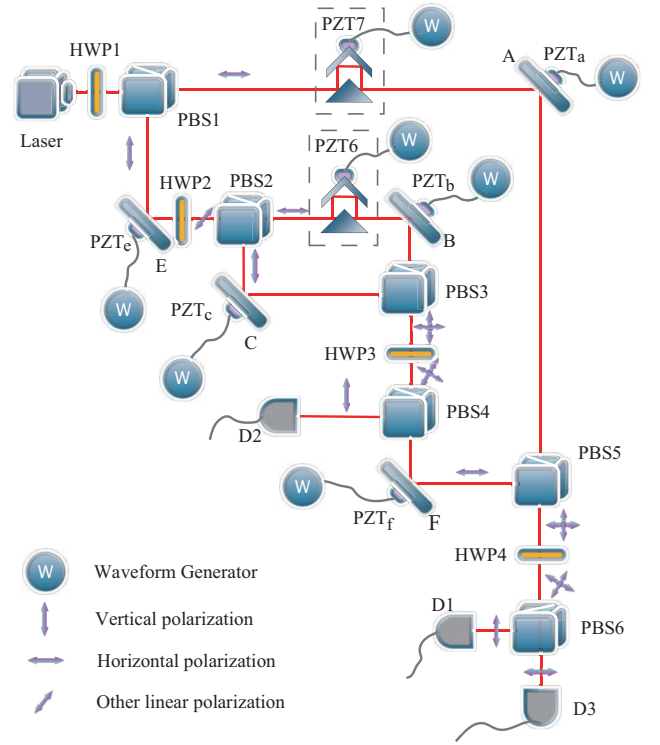 PZT7
W
HWP1
A
PZTa
W
Laser
PBS1
PZT6
W
HWP2
PBS2
PZTb
W
PZTe
E
B
W
PZTc
C
PBS3
W
HWP3
D2
PBS4
W
PZTf
F
PBS5
HWP4
W
Waveform Generator
Vertical polarization
D1
PBS6
Horizontal polarization
Other linear polarization
D3